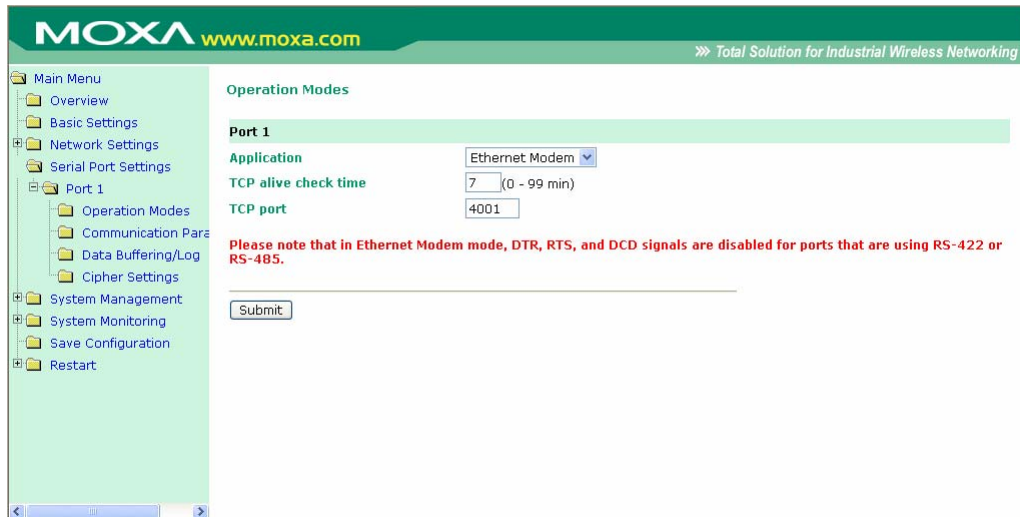 MOXA www.moxa.com
Total Solution for Industrial Wireless Networking
Main Menu
Overview
Basic Settings
Network Settings
Serial Port Settings
Port 1
Operation Modes
Communication Para
Data Buffering/Log
Cipher Settings
System Management
System Monitoring
Save Configuration
Restart
Operation Modes
Port 1
Application Ethernet Modem
TCP alive check time 7 (0 - 99 min)
TCP port 4001
Please note that in Ethernet Modem mode, DTR, RTS, and DCD signals are disabled for ports that are using RS-422 or
RS-485.
Submit